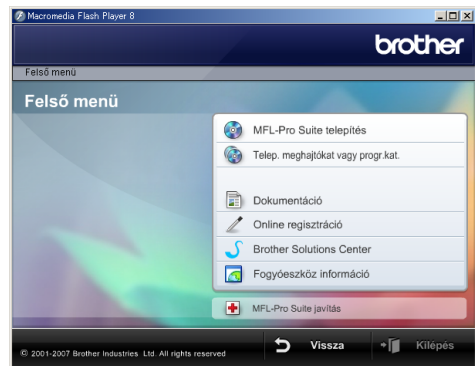 Macromedia Flash Player 8
brother
Felső menü
Felső menü
MFL-Pro Suite telepítés
Telep. meghajtókat vagy progr.kat.
Dokumentáció
Online regisztráció
Brother Solutions Center
Fogyóeszköz információ
MFL-Pro Suite javítás
© 2001-2007 Brother Industries Ltd. All rights reserved
Vissza
Kilépés